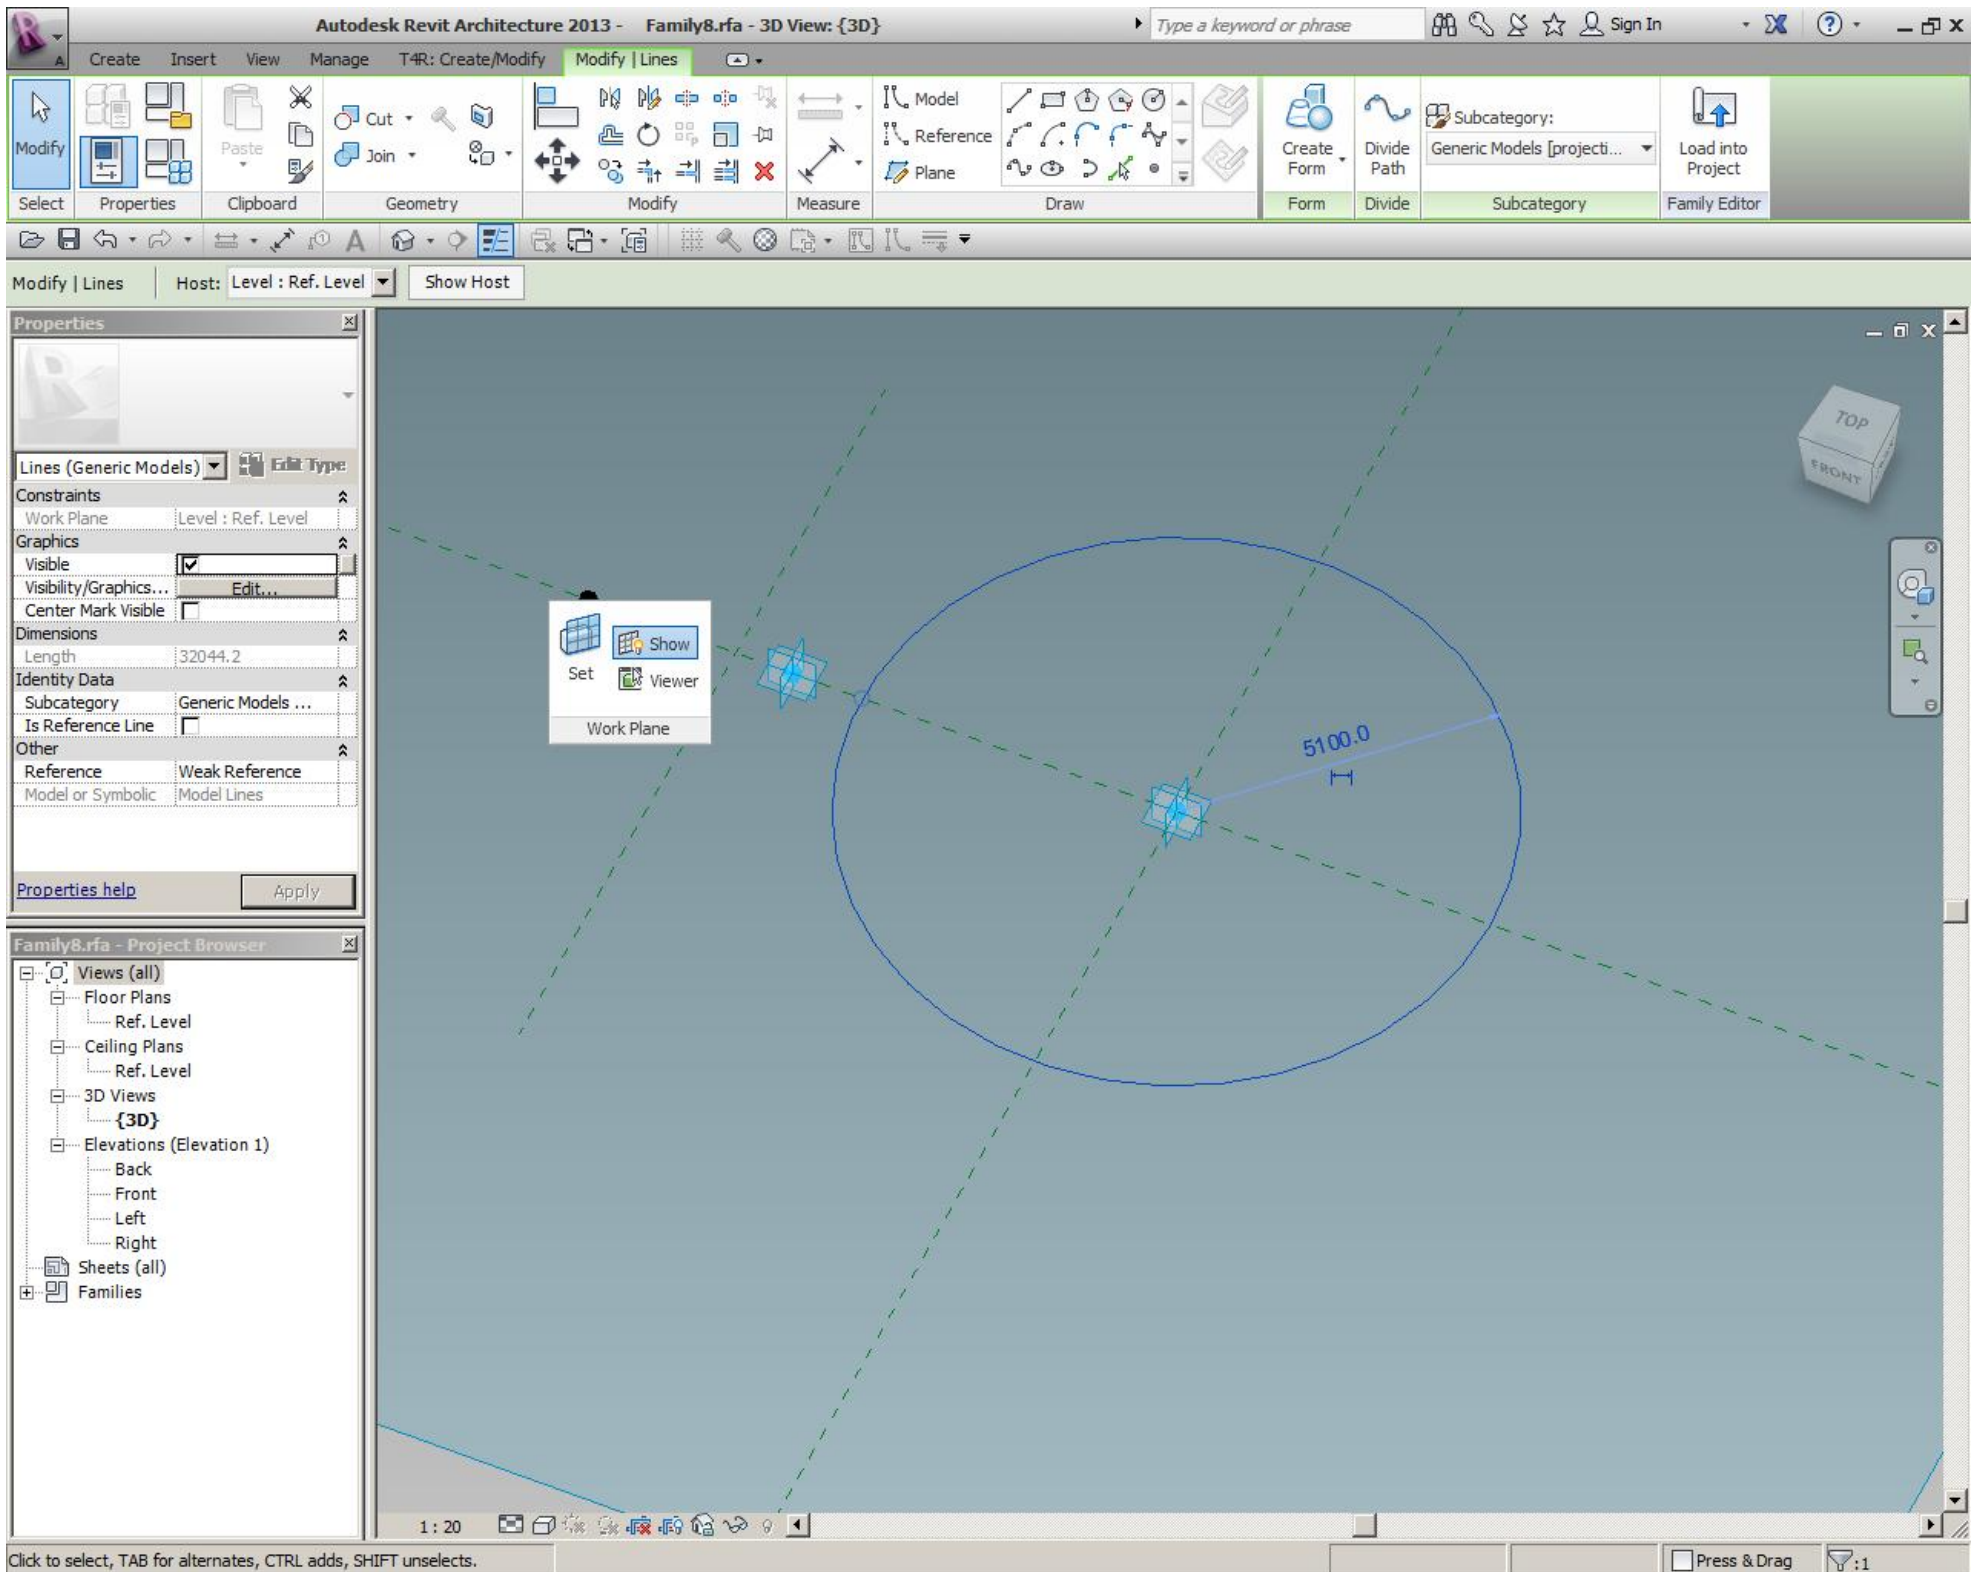 Autodesk Revit Architecture 2013 - Family8.rfa - 3D View: {3D}
Type a keyword or phrase
Sign In
A
Create Insert View Manage T4R: Create/Modify Modify | Lines
Modify
Paste
Cut
Join
Model
Reference
Plane
Create Form
Divide Path
Subcategory:
Generic Models [projecti...
Load into Project
Select Properties Clipboard Geometry Modify Measure Draw Form Divide Subcategory Family Editor
Modify | Lines Host: Level : Ref. Level Show Host
Properties
Lines (Generic Models) Edit Type
Constraints
Work Plane Level : Ref. Level
Graphics
Visible
Visibility/Graphics... Edit...
Center Mark Visible
Dimensions
Length 32044.2
Identity Data
Subcategory Generic Models ...
Is Reference Line
Other
Reference Weak Reference
Model or Symbolic Model Lines
Properties help Apply
Family8.rfa - Project Browser
Views (all)
Floor Plans
Ref. Level
Ceiling Plans
Ref. Level
3D Views
{3D}
Elevations (Elevation 1)
Back
Front
Left
Right
Sheets (all)
Families
Set
Show
Viewer
Work Plane
5100.0
TOP
FRONT
1 : 20
Click to select, TAB for alternates, CTRL adds, SHIFT unselects.
Press & Drag
:1